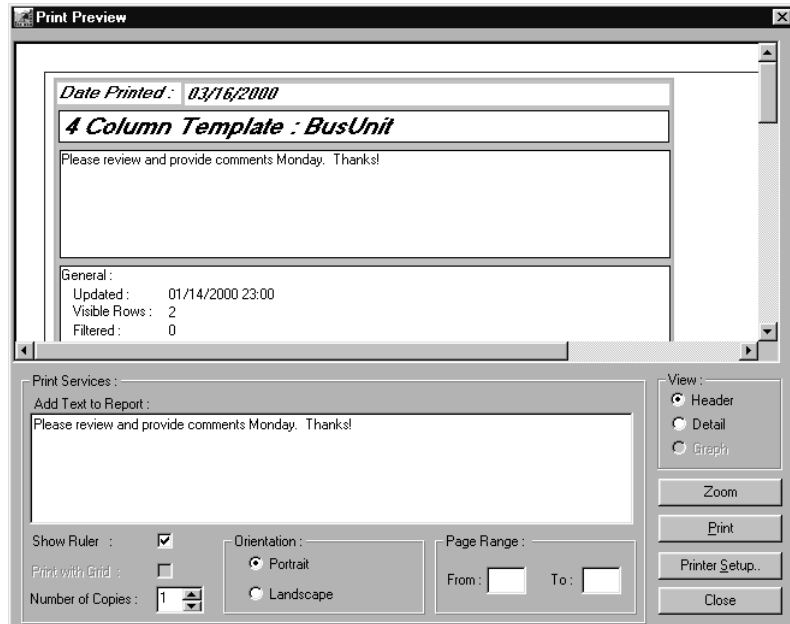 Print Preview
Date Printed : 03/16/2000
4 Column Template : BusUnit
Please review and provide comments Monday. Thanks!
General :
Updated : 01/14/2000 23:00
Visible Rows : 2
Filtered : 0
Print Services :
Add Text to Report :
Please review and provide comments Monday. Thanks!
Show Ruler :
Print with Grid :
Number of Copies : 1
Orientation :
Portrait
Landscape
Page Range :
From : To :
View :
Header
Detail
Graph
Zoom
Print
Printer Setup..
Close